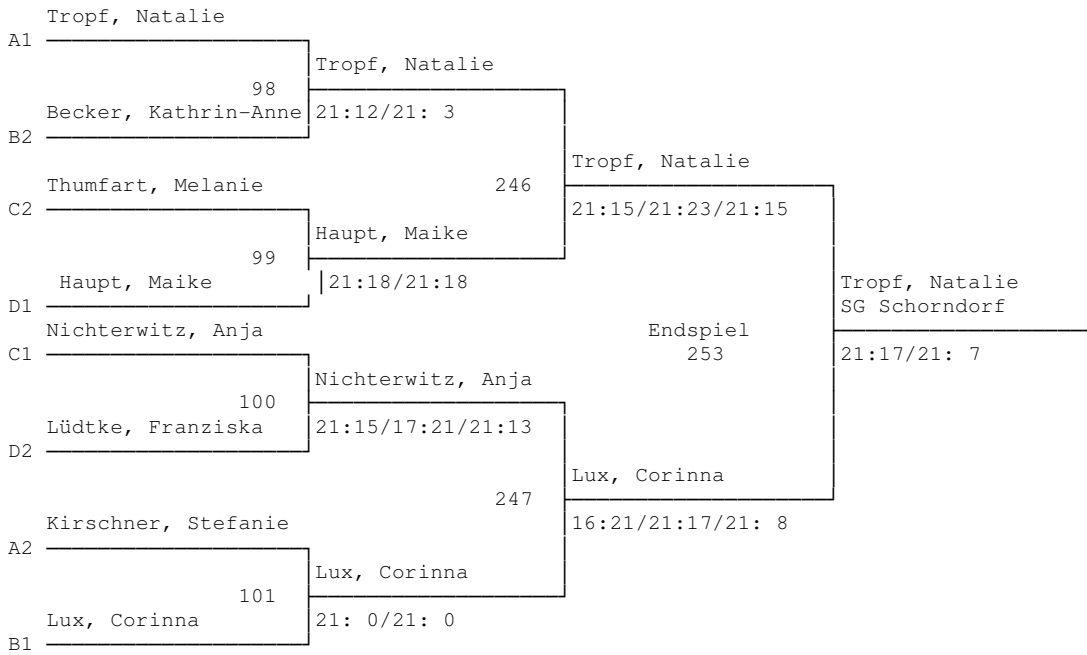 Tropf, Natalie
A1
Tropf, Natalie
98
Becker, Kathrin-Anne
21:12/21: 3
B2
Tropf, Natalie
Thumfart, Melanie
246
C2
21:15/21:23/21:15
Haupt, Maike
99
Haupt, Maike
|21:18/21:18
Tropf, Natalie
D1
SG Schorndorf
Nichterwitz, Anja
Endspiel
C1
253
21:17/21: 7
Nichterwitz, Anja
100
Lüdtke, Franziska
21:15/17:21/21:13
D2
Lux, Corinna
247
Kirschner, Stefanie
16:21/21:17/21: 8
A2
Lux, Corinna
101
Lux, Corinna
21: 0/21: 0
B1